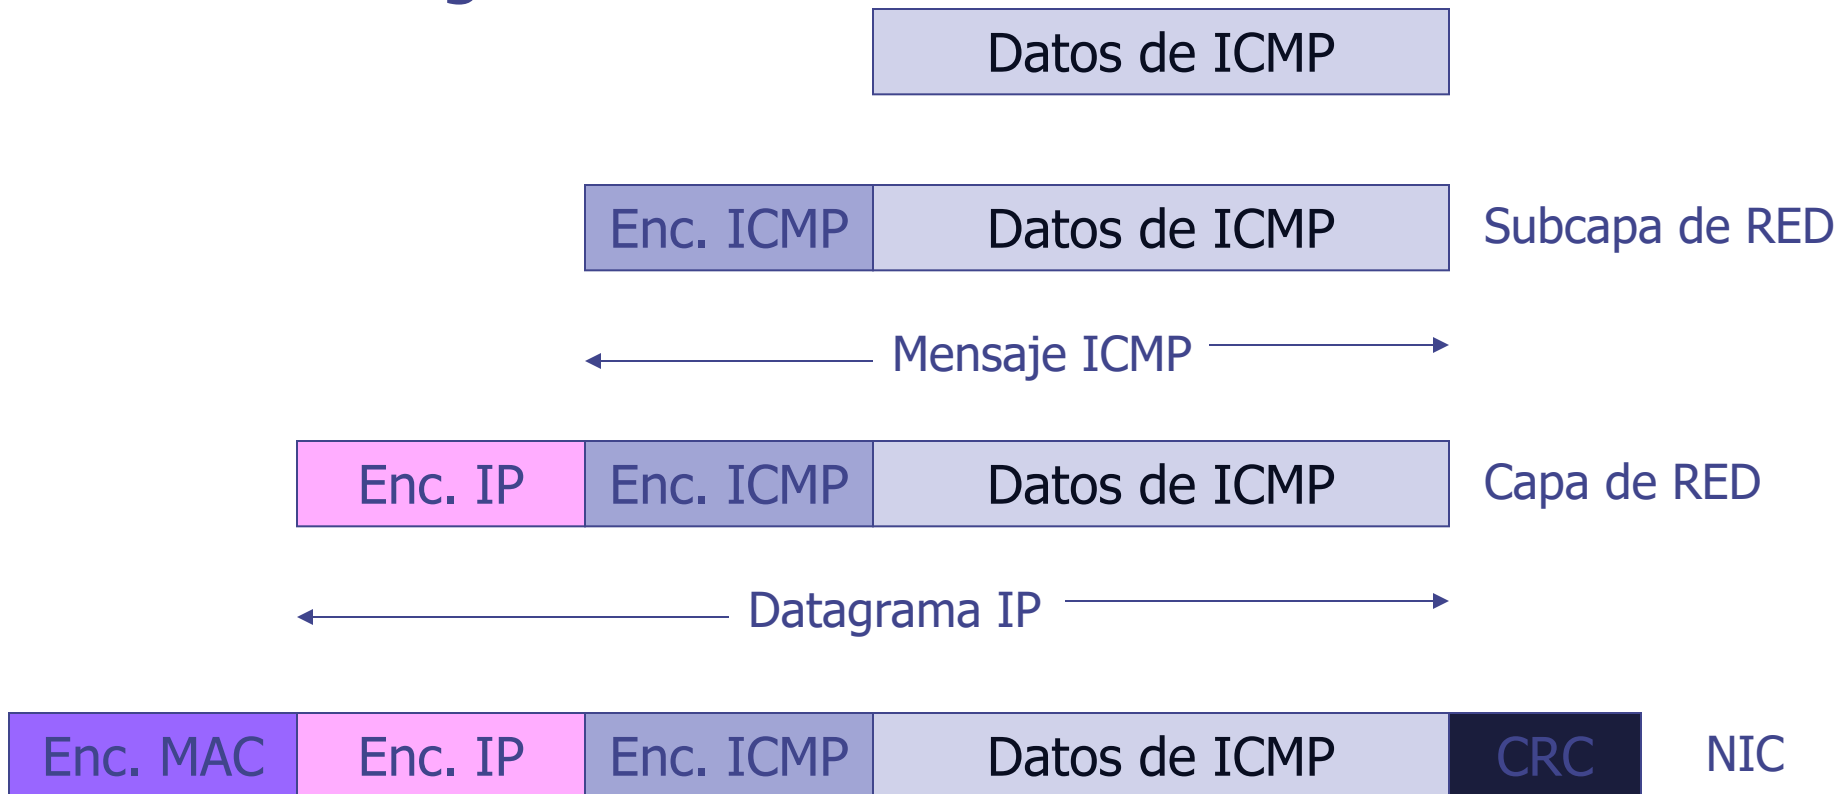 Datos de ICMP
Enc. ICMP Datos de ICMP Subcapa de RED
Mensaje ICMP
Enc. IP Enc. ICMP Datos de ICMP Capa de RED
Datagrama IP
Enc. MAC Enc. IP Enc. ICMP Datos de ICMP CRC NIC